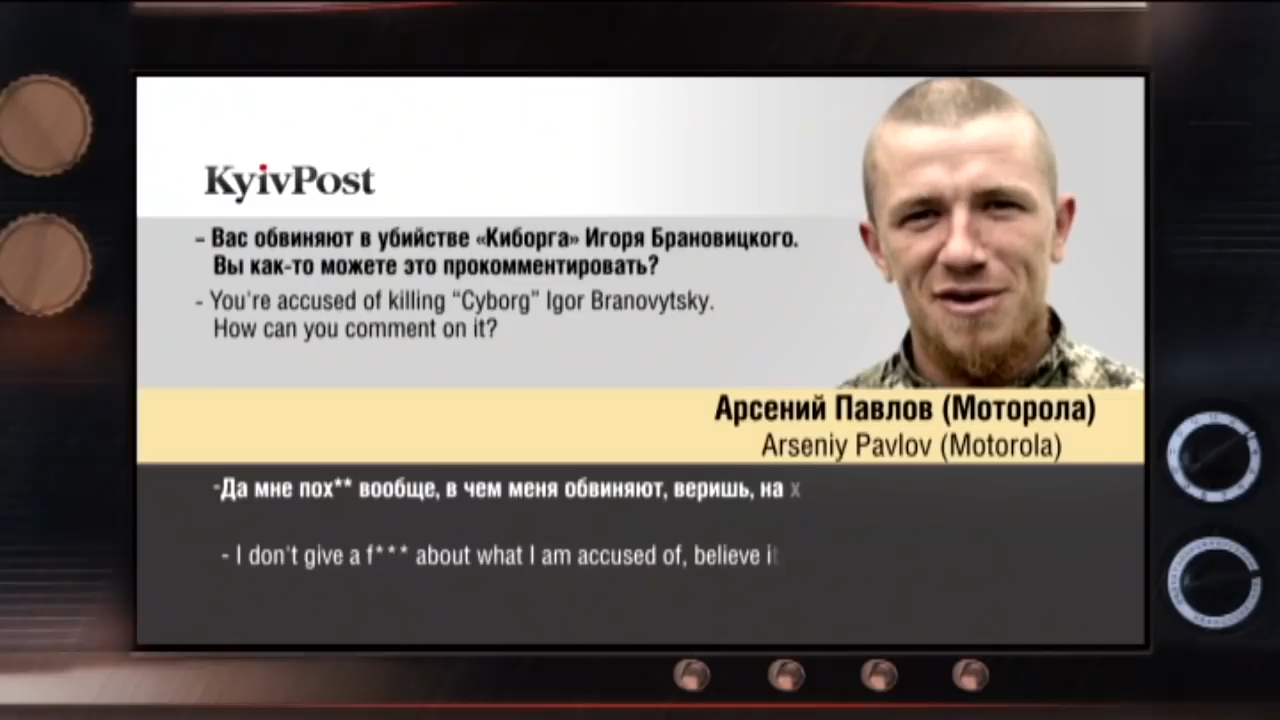 KyivPost
– Вас обвиняют в убийстве «Киборга» Игоря Брановицкого.
Вы как-то можете это прокомментировать?
- You're accused of killing “Cyborg” Igor Branovytsky.
How can you comment on it?
Арсений Павлов (Моторола)
Arseniy Pavlov (Motorola)
-Да мне пох** вообще, в чем меня обвиняют, веришь, на х
- I don't give a f*** about what I am accused of, believe it